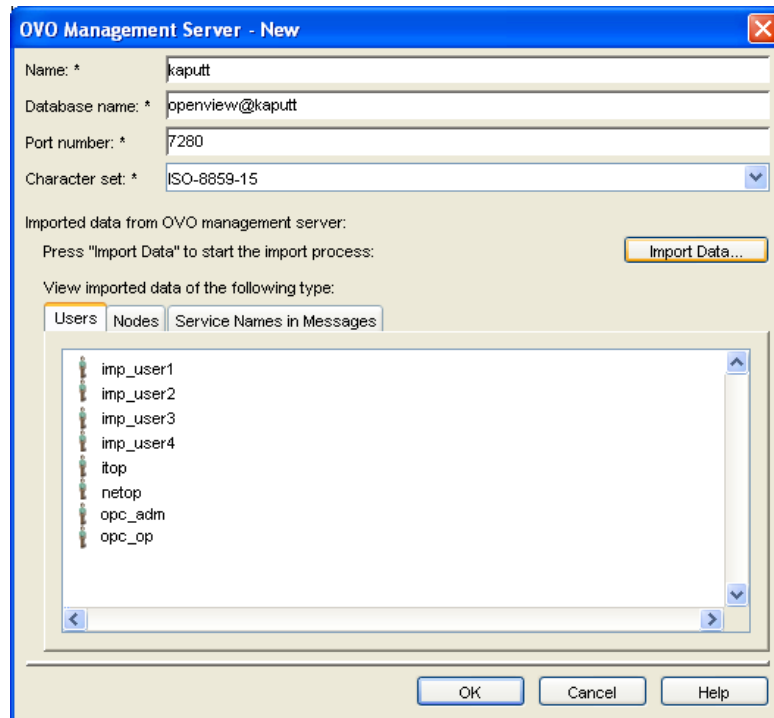 OVO Management Server - New
Name: * kaputt
Database name: * openview@kaputt
Port number: * 7280
Character set: * ISO-8859-15
Imported data from OVO management server:
Press "Import Data" to start the import process: Import Data...
View imported data of the following type:
Users Nodes Service Names in Messages
imp_user1
imp_user2
imp_user3
imp_user4
itop
netop
opc_adm
opc_op
OK Cancel Help